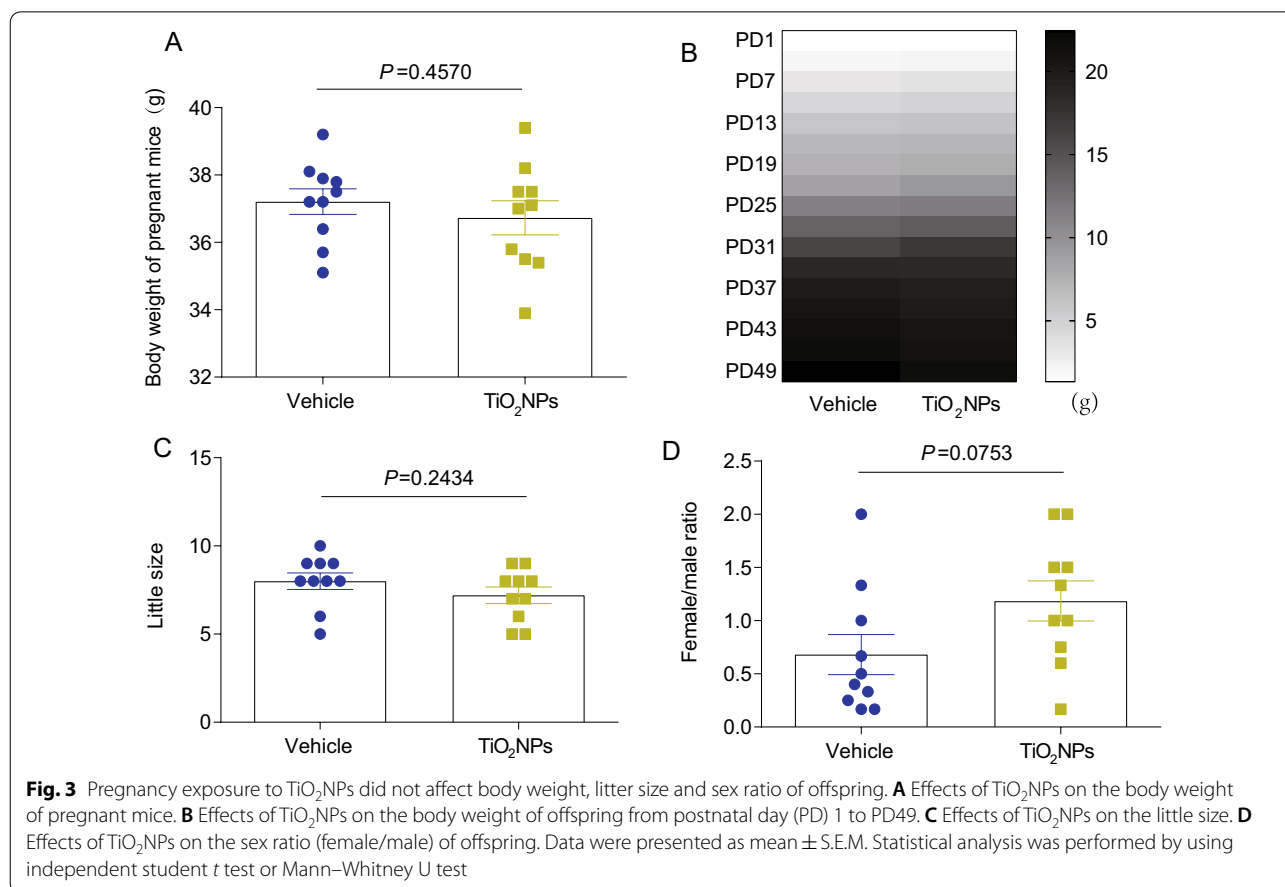 A
P=0.4570
Body weight of pregnant mice (g)
40
38
36
34
32
Vehicle
TiO₂NPs
B
PD1
PD7
PD13
PD19
PD25
PD31
PD37
PD43
PD49
Vehicle
TiO₂NPs
20
15
10
5
(g)
C
P=0.2434
Little size
15
10
5
0
Vehicle
TiO₂NPs
D
P=0.0753
Female/male ratio
2.5
2.0
1.5
1.0
0.5
0.0
Vehicle
TiO₂NPs
Fig. 3 Pregnancy exposure to TiO₂NPs did not affect body weight, litter size and sex ratio of offspring. A Effects of TiO₂NPs on the body weight
of pregnant mice. B Effects of TiO₂NPs on the body weight of offspring from postnatal day (PD) 1 to PD49. C Effects of TiO₂NPs on the little size. D
Effects of TiO₂NPs on the sex ratio (female/male) of offspring. Data were presented as mean ± S.E.M. Statistical analysis was performed by using
independent student t test or Mann–Whitney U test